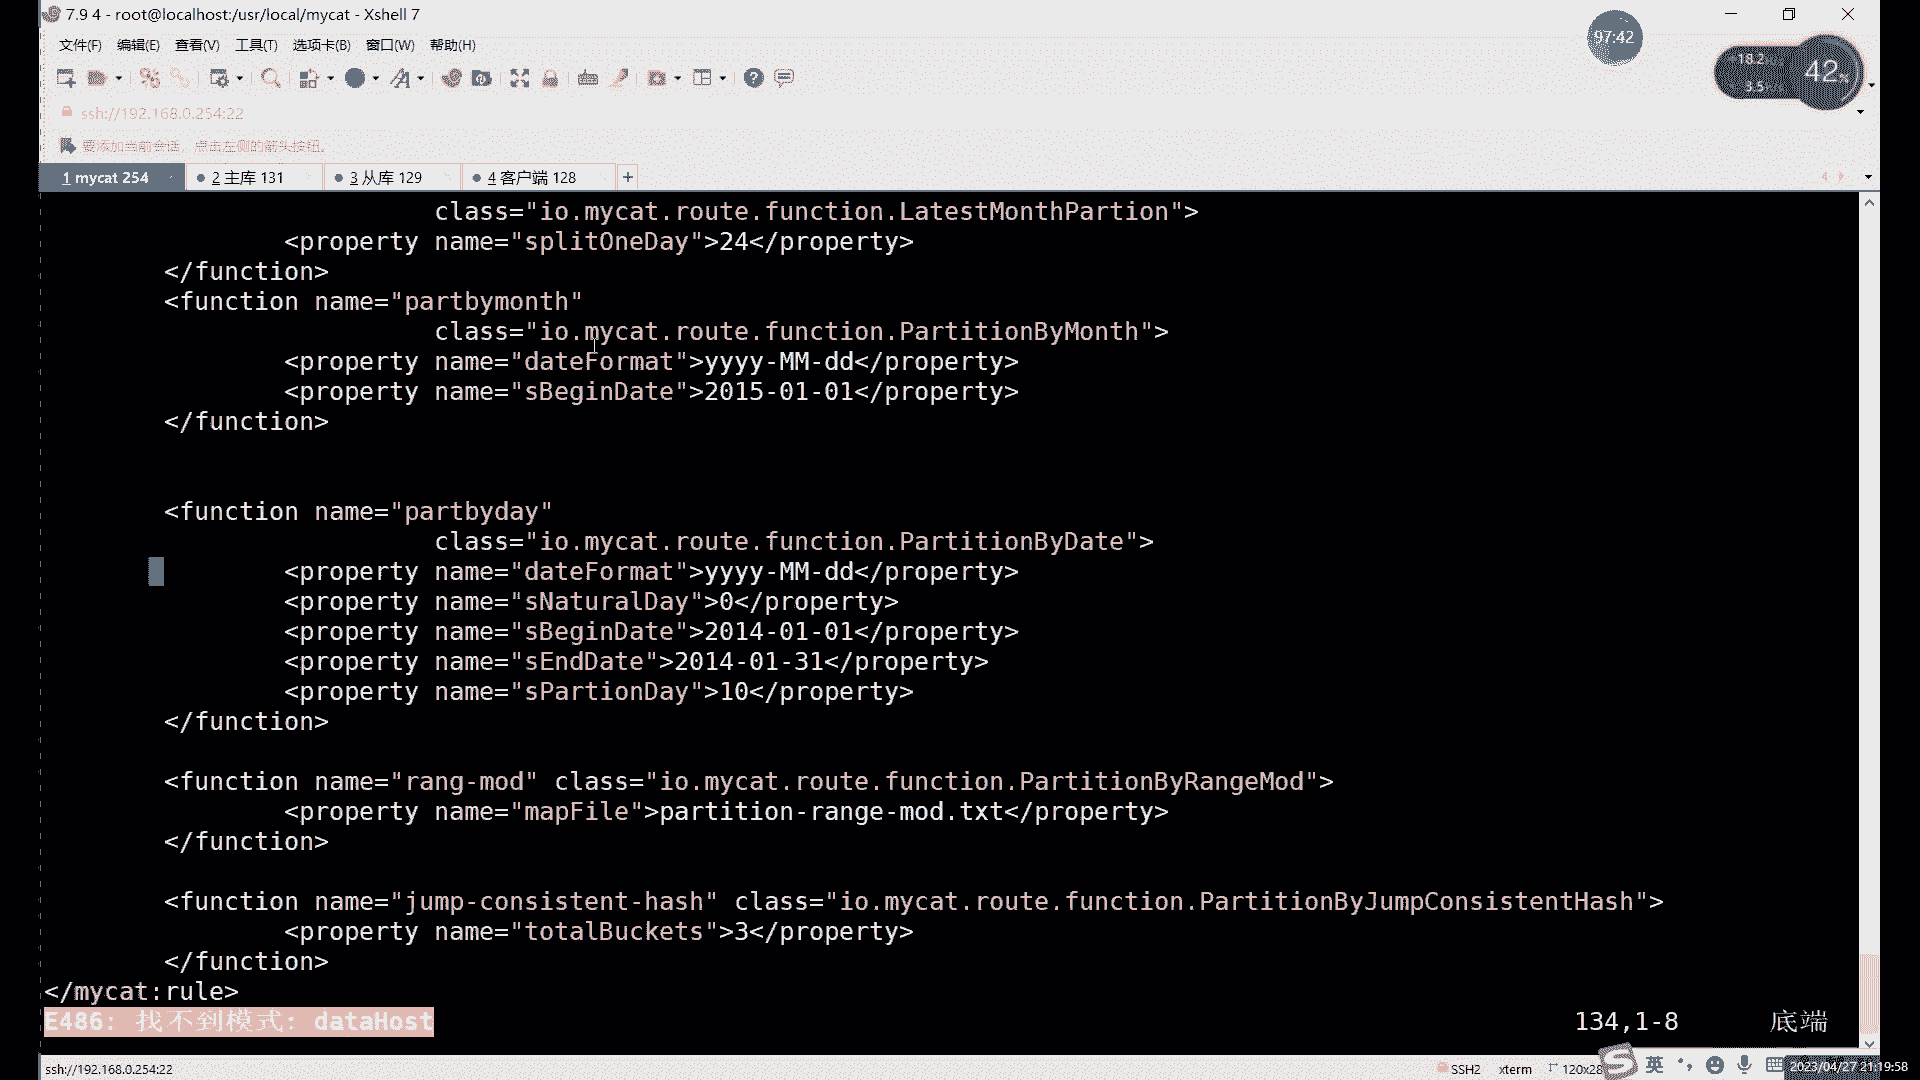 7.9 4 - root@localhost:/usr/local/mycat - Xshell 7
文件(F) 编辑(E) 查看(V) 工具(T) 选项卡(B) 窗口(W) 帮助(H)
97:42
18.2
5.5
42%
ssh://192.168.0.254:22
要添加当前会话，点击左侧的箭头按钮。
1 mycat 254 2 主库 131 3 从库 129 4 客户端 128 +
class="io.mycat.route.function.LatestMonthPartion">
<property name="splitOneDay">24</property>
</function>
<function name="partbymonth"
class="io.mycat.route.function.PartitionByMonth">
<property name="dateFormat">yyyy-MM-dd</property>
<property name="sBeginDate">2015-01-01</property>
</function>
<function name="partbyday"
class="io.mycat.route.function.PartitionByDate">
<property name="dateFormat">yyyy-MM-dd</property>
<property name="sNaturalDay">0</property>
<property name="sBeginDate">2014-01-01</property>
<property name="sEndDate">2014-01-31</property>
<property name="sPartionDay">10</property>
</function>
<function name="rang-mod" class="io.mycat.route.function.PartitionByRangeMod">
<property name="mapFile">partition-range-mod.txt</property>
</function>
<function name="jump-consistent-hash" class="io.mycat.route.function.PartitionByJumpConsistentHash">
<property name="totalBuckets">3</property>
</function>
</mycat:rule>
E486: 找不到模式: dataHost 134,1-8 底端
ssh://192.168.0.254:22 SSH2 xterm 120x28 英 2023/04/27 21:19:58